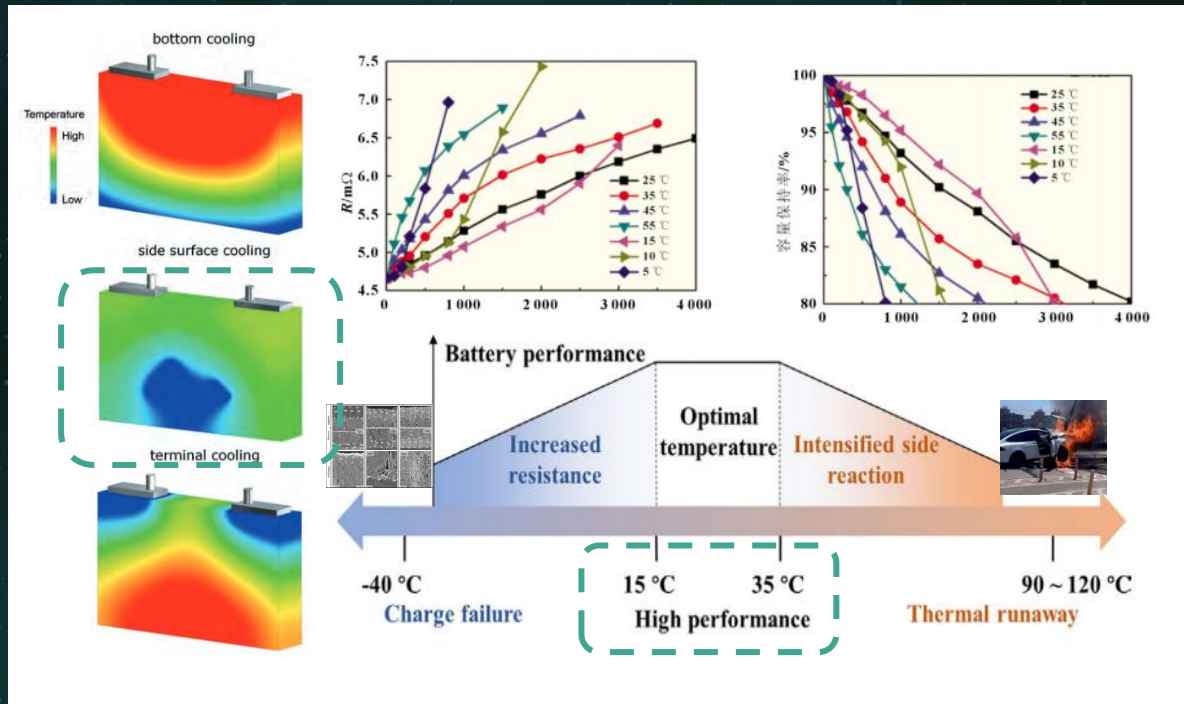 bottom cooling
Temperature
High
Low
side surface cooling
terminal cooling
7.5
7.0
6.5
6.0
5.5
5.0
4.5
R/mΩ
25 ℃
35 ℃
45 ℃
55 ℃
15 ℃
10 ℃
5 ℃
0
1 000
2 000
3 000
4 000
100
95
90
85
80
容量保持率/%
25 ℃
35 ℃
45 ℃
55 ℃
15 ℃
10 ℃
5 ℃
0
1 000
2 000
3 000
4 000
Battery performance
Increased
resistance
Optimal
temperature
Intensified side
reaction
-40 °C
15 °C
35 °C
90 ~ 120 °C
Charge failure
High performance
Thermal runaway